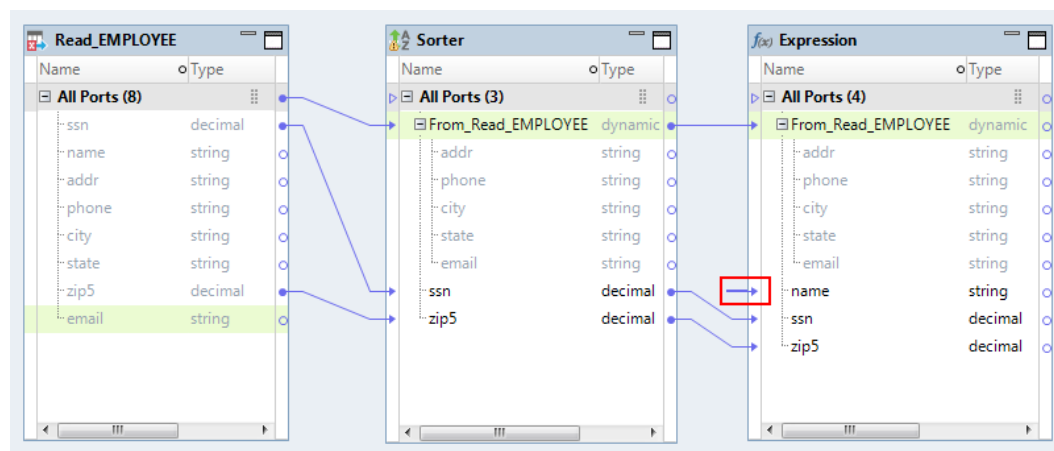 Read_EMPLOYEE
Name Type
All Ports (8)
ssn decimal
name string
addr string
phone string
city string
state string
zip5 decimal
email string
A Z Sorter
Name Type
All Ports (3)
From_Read_EMPLOYEE dynamic
addr string
phone string
city string
state string
email string
ssn decimal
zip5 decimal
f(x) Expression
Name Type
All Ports (4)
From_Read_EMPLOYEE dynamic
addr string
phone string
city string
state string
email string
name string
ssn decimal
zip5 decimal